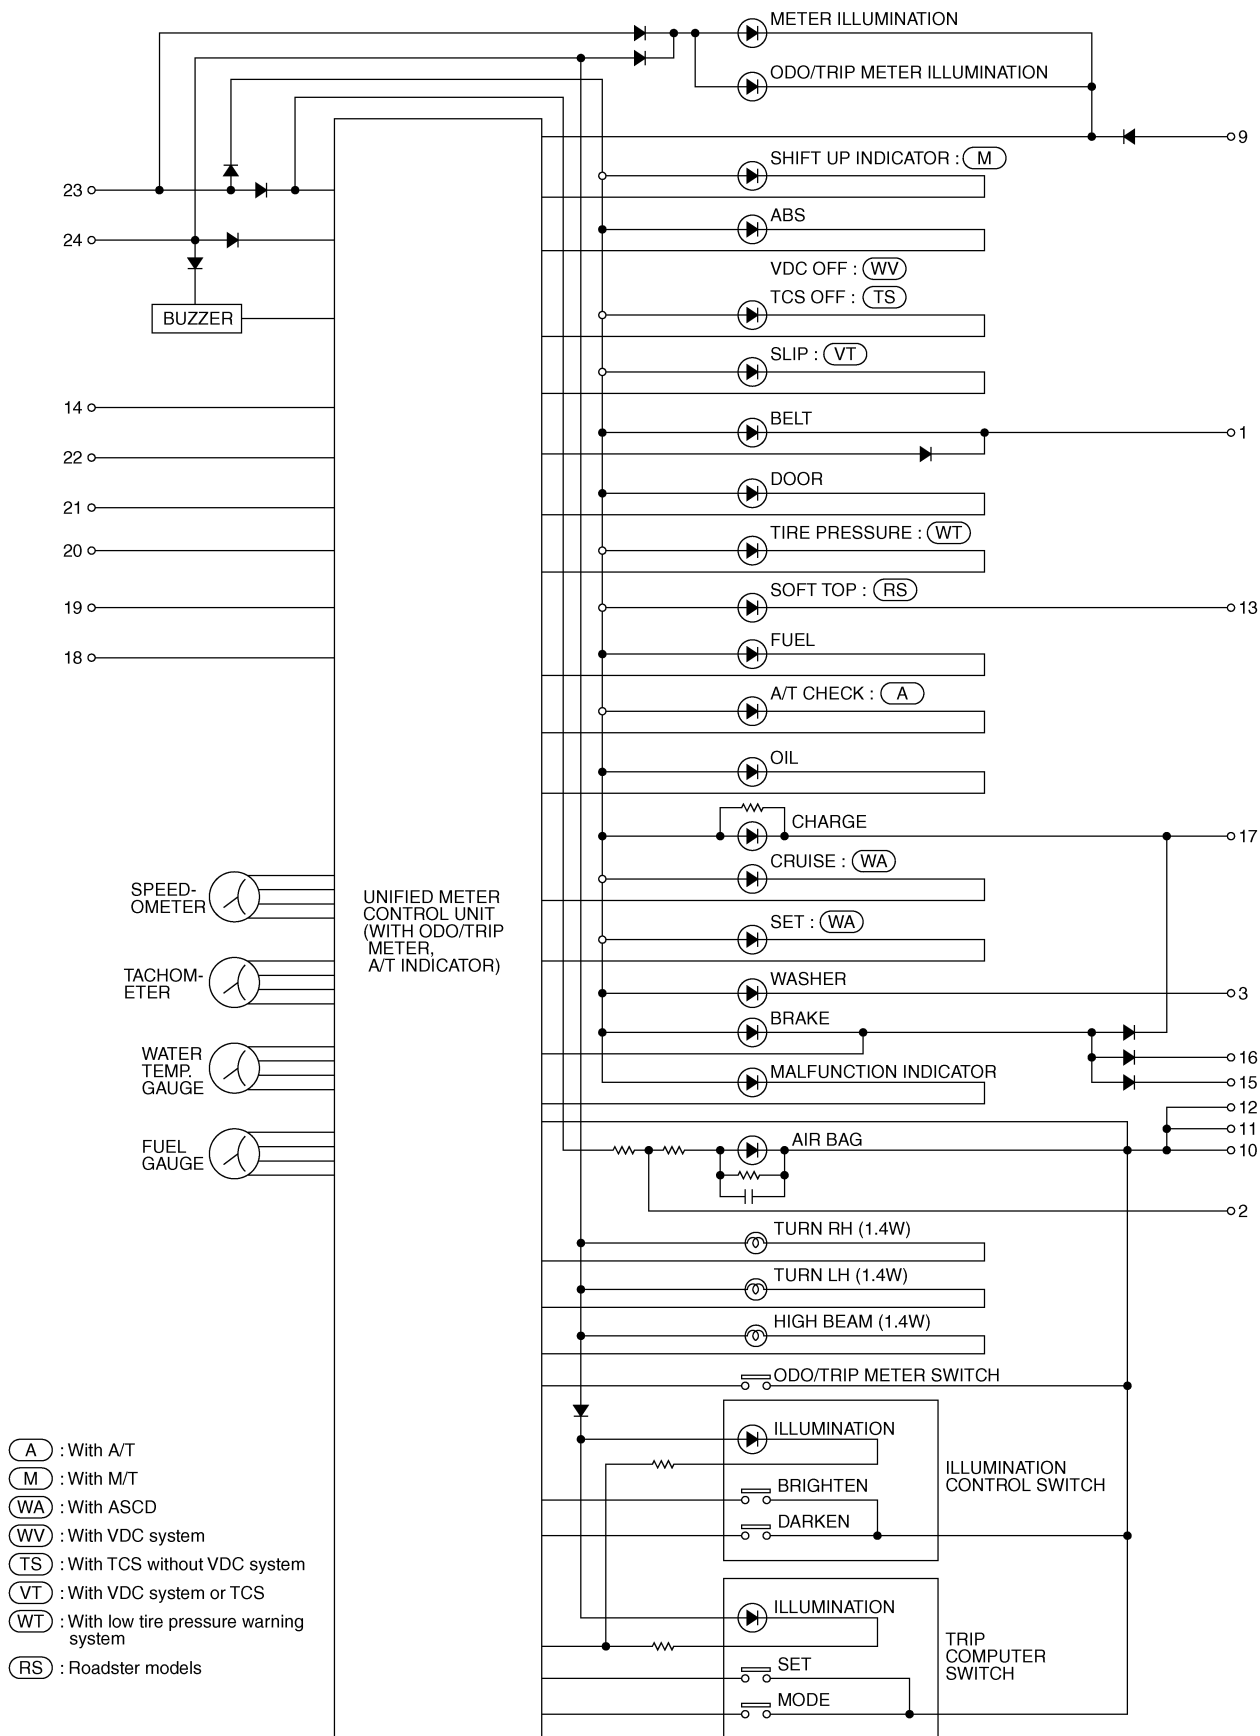 METER ILLUMINATION
ODO/TRIP METER ILLUMINATION
9
SHIFT UP INDICATOR : M
23
ABS
24
VDC OFF : WV
TCS OFF : TS
BUZZER
SLIP : VT
14
BELT
1
22
DOOR
21
TIRE PRESSURE : WT
20
SOFT TOP : RS
19
13
FUEL
18
A/T CHECK : A
OIL
CHARGE
17
CRUISE : WA
SPEED-
OMETER
UNIFIED METER
CONTROL UNIT
(WITH ODO/TRIP
METER,
A/T INDICATOR)
SET : WA
TACHOM-
ETER
WASHER
3
BRAKE
WATER
TEMP.
GAUGE
16
MALFUNCTION INDICATOR
15
12
11
FUEL
GAUGE
AIR BAG
10
2
TURN RH (1.4W)
TURN LH (1.4W)
HIGH BEAM (1.4W)
ODO/TRIP METER SWITCH
ILLUMINATION
BRIGHTEN
DARKEN
ILLUMINATION
CONTROL SWITCH
A : With A/T
M : With M/T
WA : With ASCD
WV : With VDC system
TS : With TCS without VDC system
VT : With VDC system or TCS
WT : With low tire pressure warning
system
RS : Roadster models
ILLUMINATION
SET
MODE
TRIP
COMPUTER
SWITCH